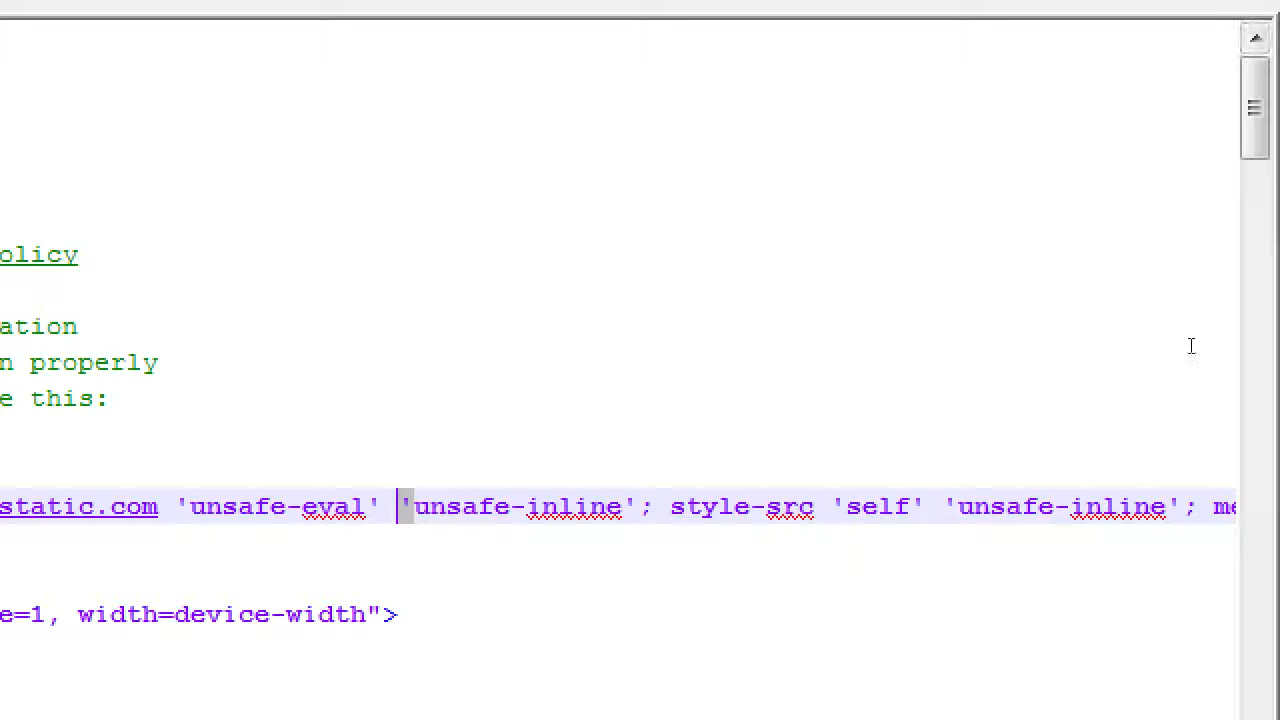 olicy
ation
n properly
e this:
static.com 'unsafe-eval' 'unsafe-inline'; style-src 'self' 'unsafe-inline'; me
e=1, width=device-width">